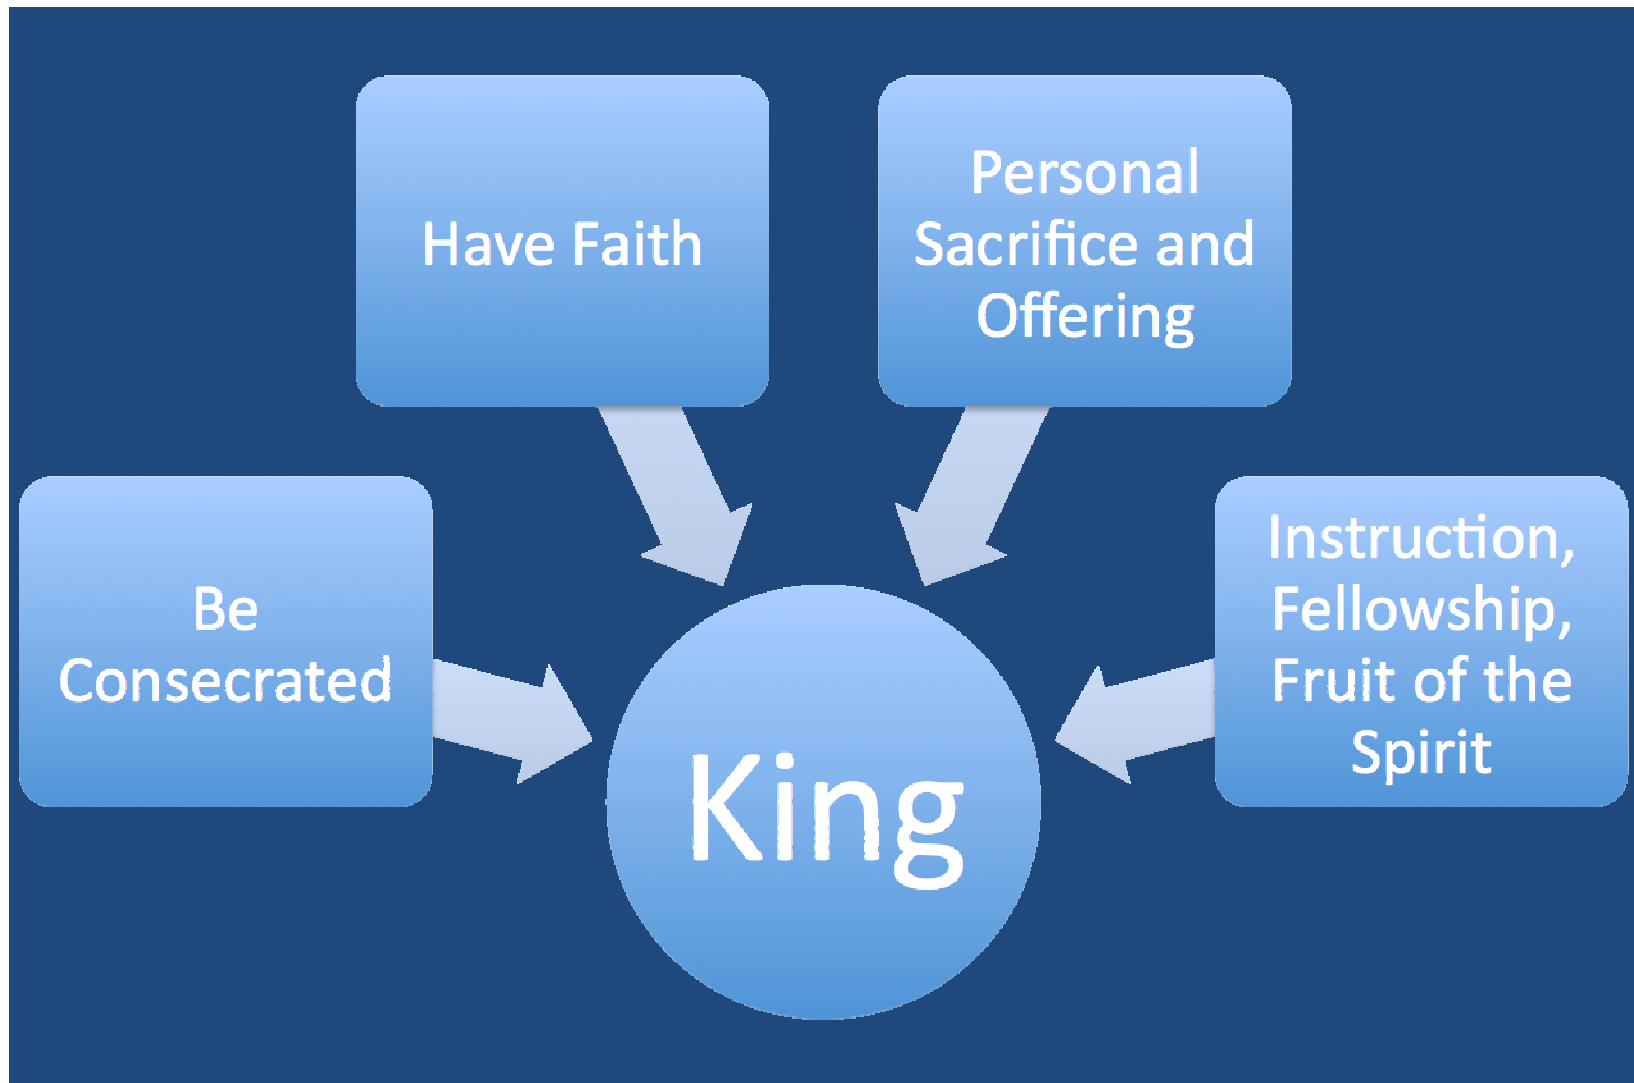 Have Faith
Personal
Sacrifice and
Offering
Be
Consecrated
Instruction,
Fellowship,
Fruit of the
Spirit
King